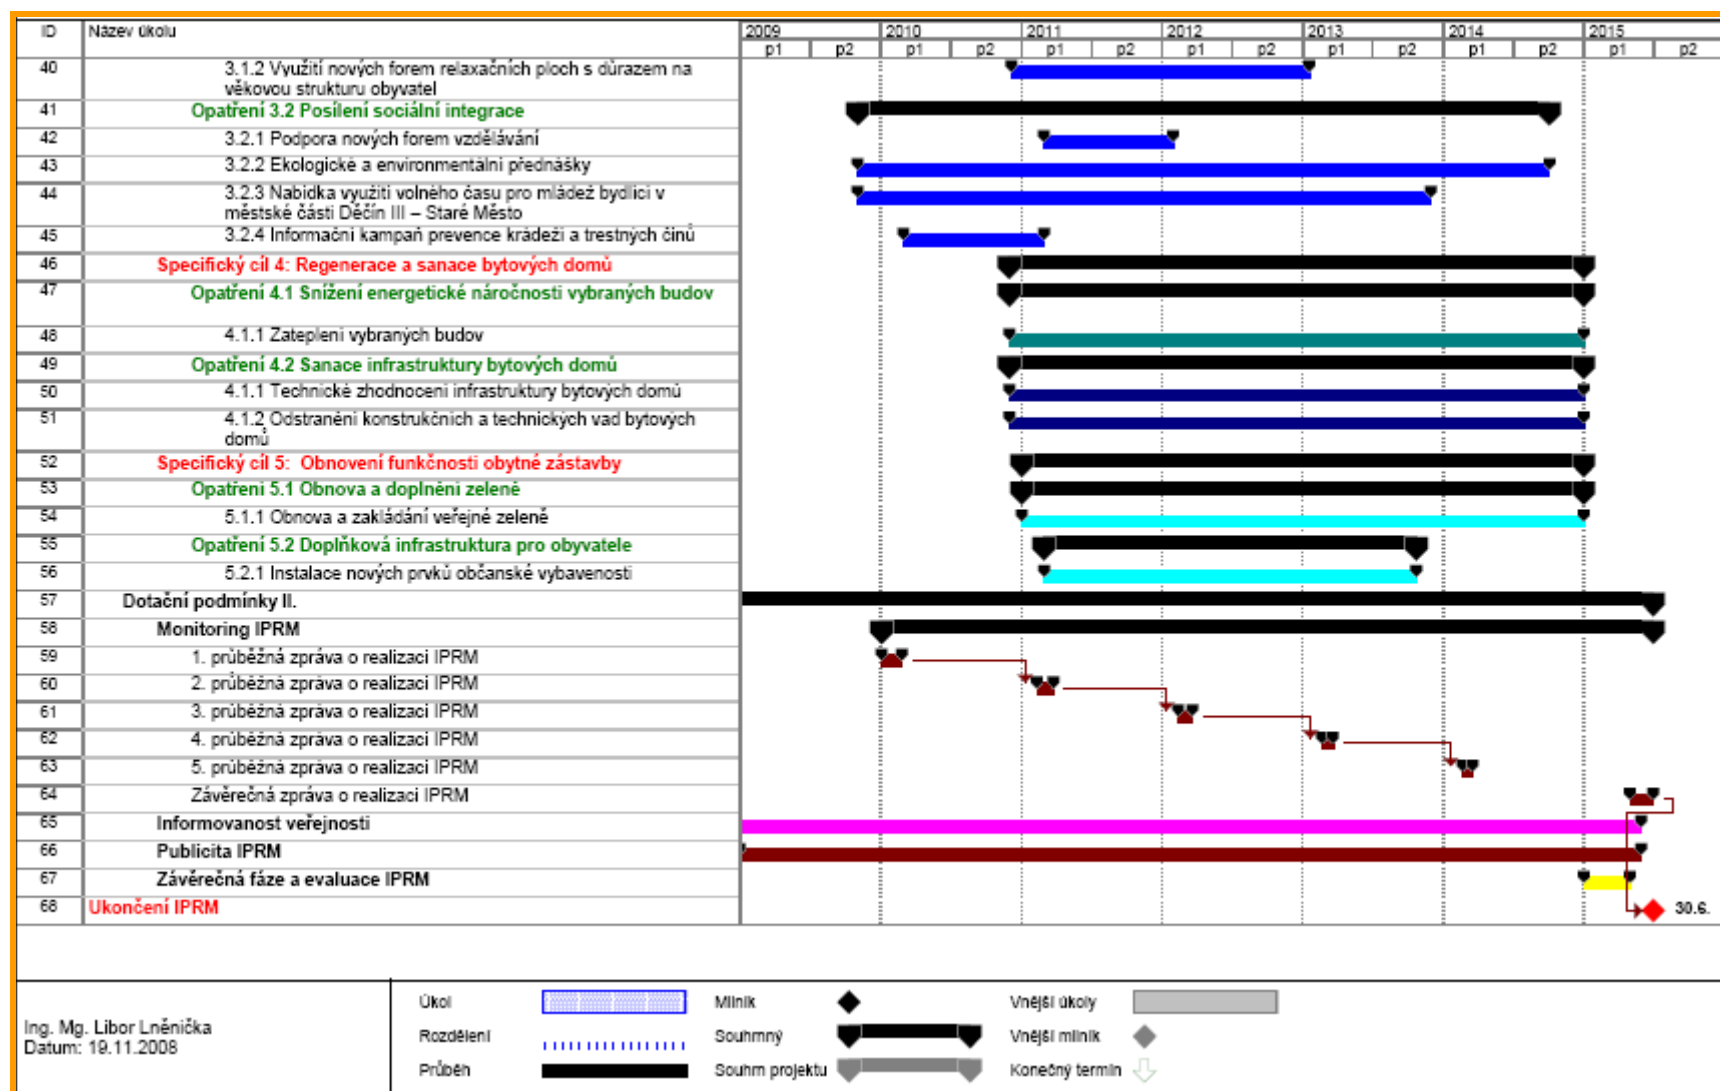 ID Název úkolu 2009 2010 2011 2012 2013 2014 2015
p1 p2 p1 p2 p1 p2 p1 p2 p1 p2 p1 p2 p1 p2
40 3.1.2 Využití nových forem relaxačních ploch s důrazem na
věkovou strukturu obyvatel
41 Opatření 3.2 Posílení sociální integrace
42 3.2.1 Podpora nových forem vzdělávání
43 3.2.2 Ekologické a environmentální přednášky
44 3.2.3 Nabídka využití volného času pro mládež bydlící v
městské části Děčín III – Staré Město
45 3.2.4 Informační kampaň prevence krádeží a trestných činů
46 Specifický cíl 4: Regenerace a sanace bytových domů
47 Opatření 4.1 Snížení energetické náročnosti vybraných budov
48 4.1.1 Zateplení vybraných budov
49 Opatření 4.2 Sanace infrastruktury bytových domů
50 4.1.1 Technické zhodnocení infrastruktury bytových domů
51 4.1.2 Odstranění konstrukčních a technických vad bytových
domů
52 Specifický cíl 5: Obnovení funkčnosti obytné zástavby
53 Opatření 5.1 Obnova a doplnění zeleně
54 5.1.1 Obnova a zakládání veřejné zeleně
55 Opatření 5.2 Doplňková infrastruktura pro obyvatele
56 5.2.1 Instalace nových prvků občanské vybavenosti
57 Dotační podmínky II.
58 Monitoring IPRM
59 1. průběžná zpráva o realizaci IPRM
60 2. průběžná zpráva o realizaci IPRM
61 3. průběžná zpráva o realizaci IPRM
62 4. průběžná zpráva o realizaci IPRM
63 5. průběžná zpráva o realizaci IPRM
64 Závěrečná zpráva o realizaci IPRM
65 Informovanost veřejnosti
66 Publicita IPRM
67 Závěrečná fáze a evaluace IPRM
68 Ukončení IPRM 30.6.
Ing. Mg. Libor Lněnička
Datum: 19.11.2008
Úkol Milník Vnější úkoly
Rozdělení Souhrnný Vnější milník
Průběh Souhrn projektu Konečný termín